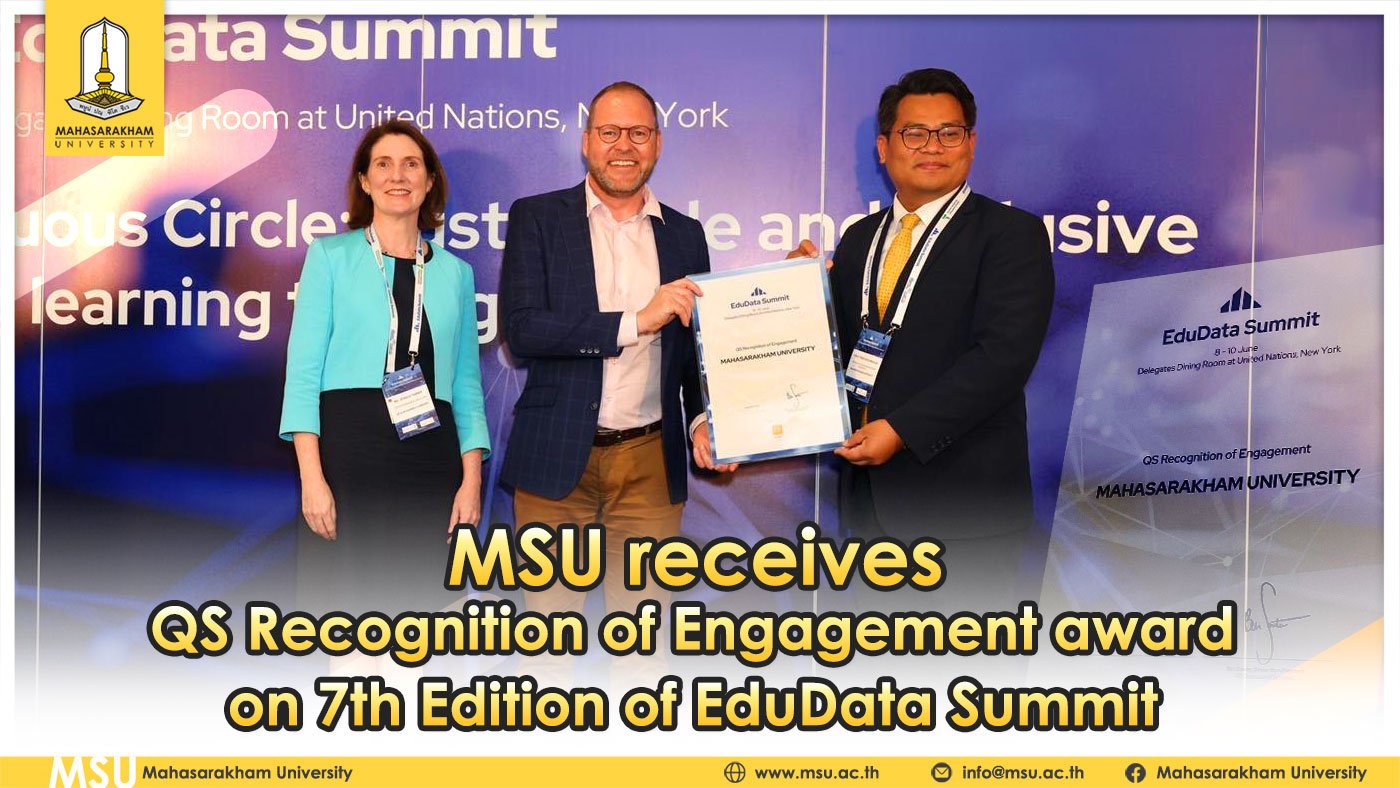 EduData Summit
Dining Room at United Nations, New York
Circle:
and
learning
MAHASARAKHAM
UNIVERSITY
EduData Summit
QS Recognition of Engagement
MAHASARAKHAM UNIVERSITY
EduData Summit
8 - 10 June
Delegates Dining Room at United Nations, New York
QS Recognition of Engagement
MAHASARAKHAM UNIVERSITY
MSU receives
QS Recognition of Engagement award
on 7th Edition of EduData Summit
MSU Mahasarakham University
www.msu.ac.th
info@msu.ac.th
Mahasarakham University